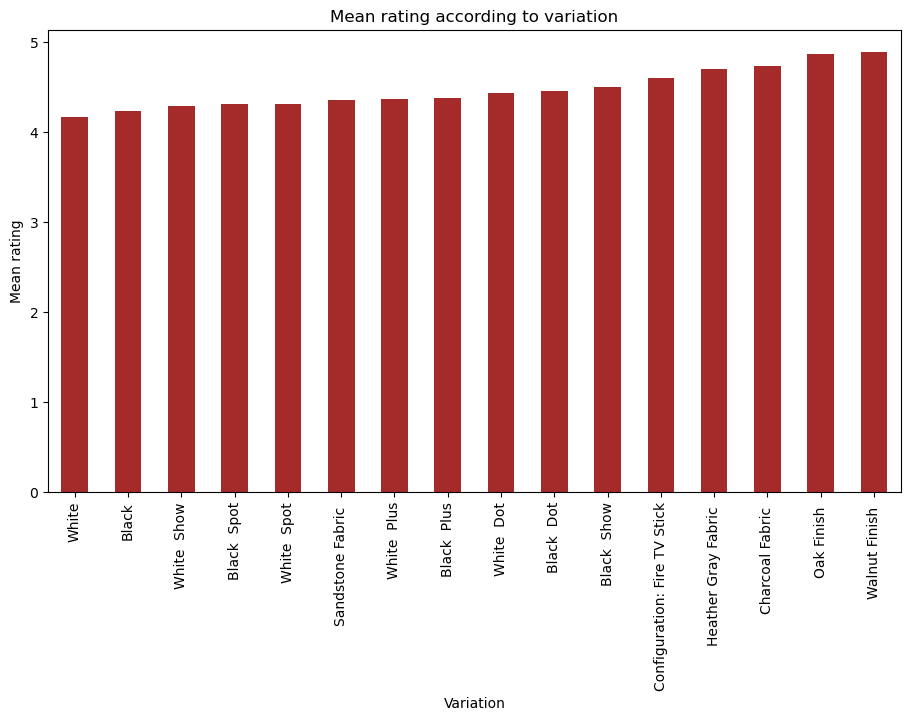 Mean rating according to variation
Mean rating
5
4
3
2
1
0
White
Black
White  Show
Black  Spot
White  Spot
Sandstone Fabric
White  Plus
Black  Plus
White  Dot
Black  Dot
Black  Show
Configuration: Fire TV Stick
Heather Gray Fabric
Charcoal Fabric
Oak Finish
Walnut Finish
Variation